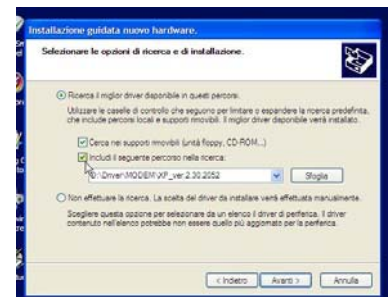 Installazione guidata nuovo hardware.
Selezionare le opzioni di ricerca e di installazione.
Ricerca il miglior driver disponibile in questi percorsi.
Utilizzare le caselle di controllo che seguono per limitare o espandere la ricerca predefinita,
che include percorsi locali e supporti rimovibili. Il miglior driver disponibile verrà installato.
Cerca nei supporti rimovibili (unità floppy, CD-ROM...)
Includi il seguente percorso nella ricerca:
D:\Driver\MODEM\XP_ver 2.30.2052
Sfoglia
Non effettuare la ricerca. La scelta del driver da installare verrà effettuata manualmente.
Scegliere questa opzione per selezionare da un elenco il driver di periferica. Il driver
contenuto nell'elenco potrebbe non essere quello più aggiornato per la periferica.
< Indietro
Avanti >
Annulla